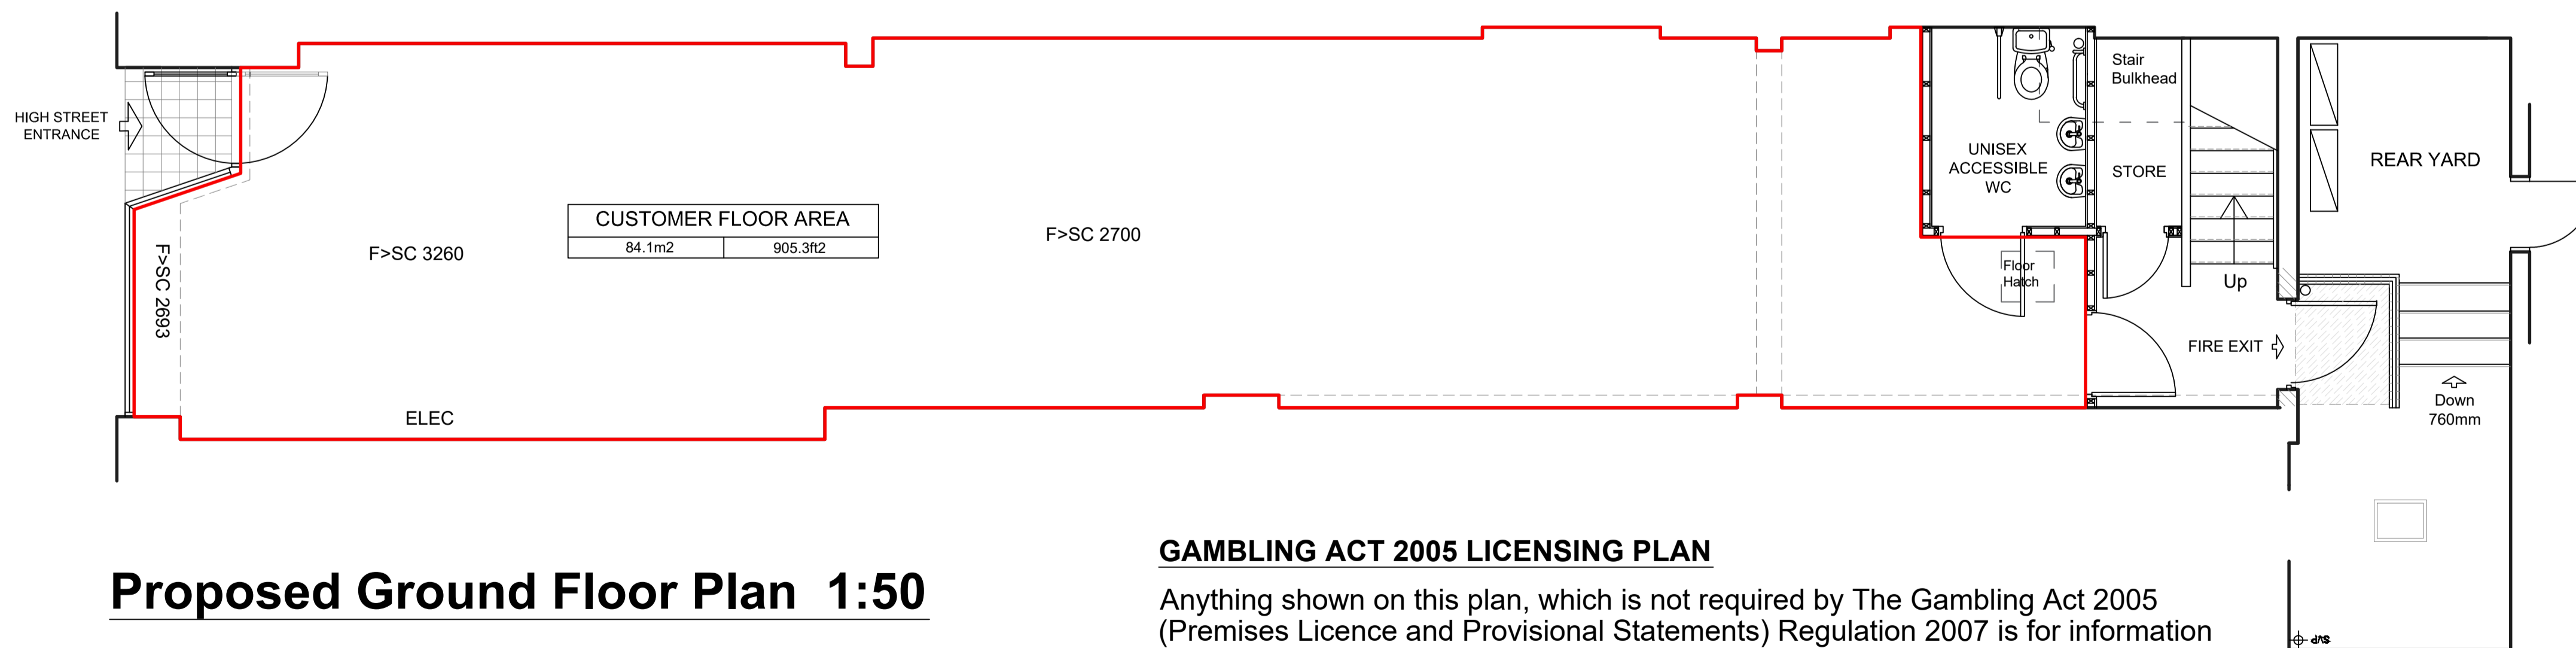 HIGH STREET
ENTRANCE
F>SC 2693
F>SC 3260
CUSTOMER FLOOR AREA
84.1m2 905.3ft2
ELEC
F>SC 2700
UNISEX
ACCESSIBLE
WC
Floor
Hatch
Stair
Bulkhead
STORE
Up
FIRE EXIT
REAR YARD
Down
760mm
SVP
Proposed Ground Floor Plan 1:50
GAMBLING ACT 2005 LICENSING PLAN
Anything shown on this plan, which is not required by The Gambling Act 2005
(Premises Licence and Provisional Statements) Regulation 2007 is for information